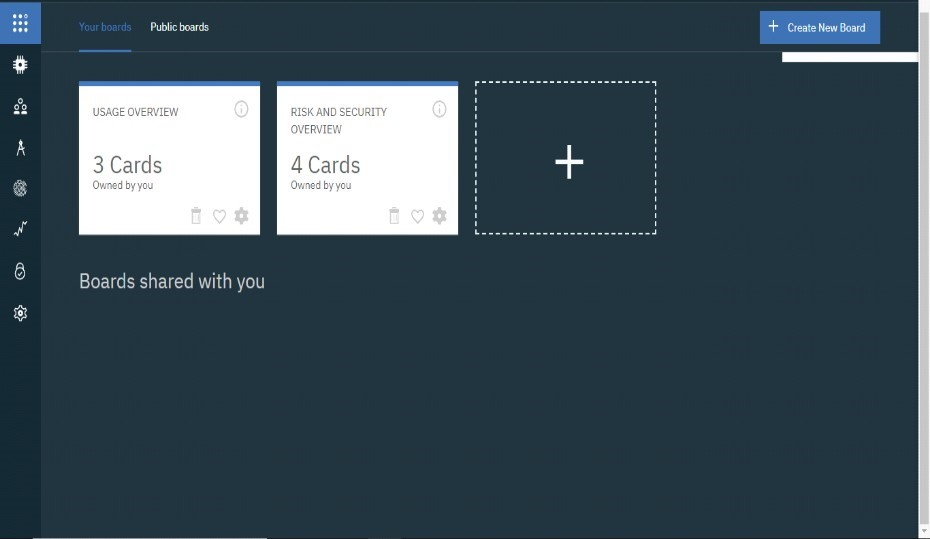 Your boards
Public boards
Create New Board
USAGE OVERVIEW
3 Cards
Owned by you
RISK AND SECURITY
OVERVIEW
4 Cards
Owned by you
Boards shared with you